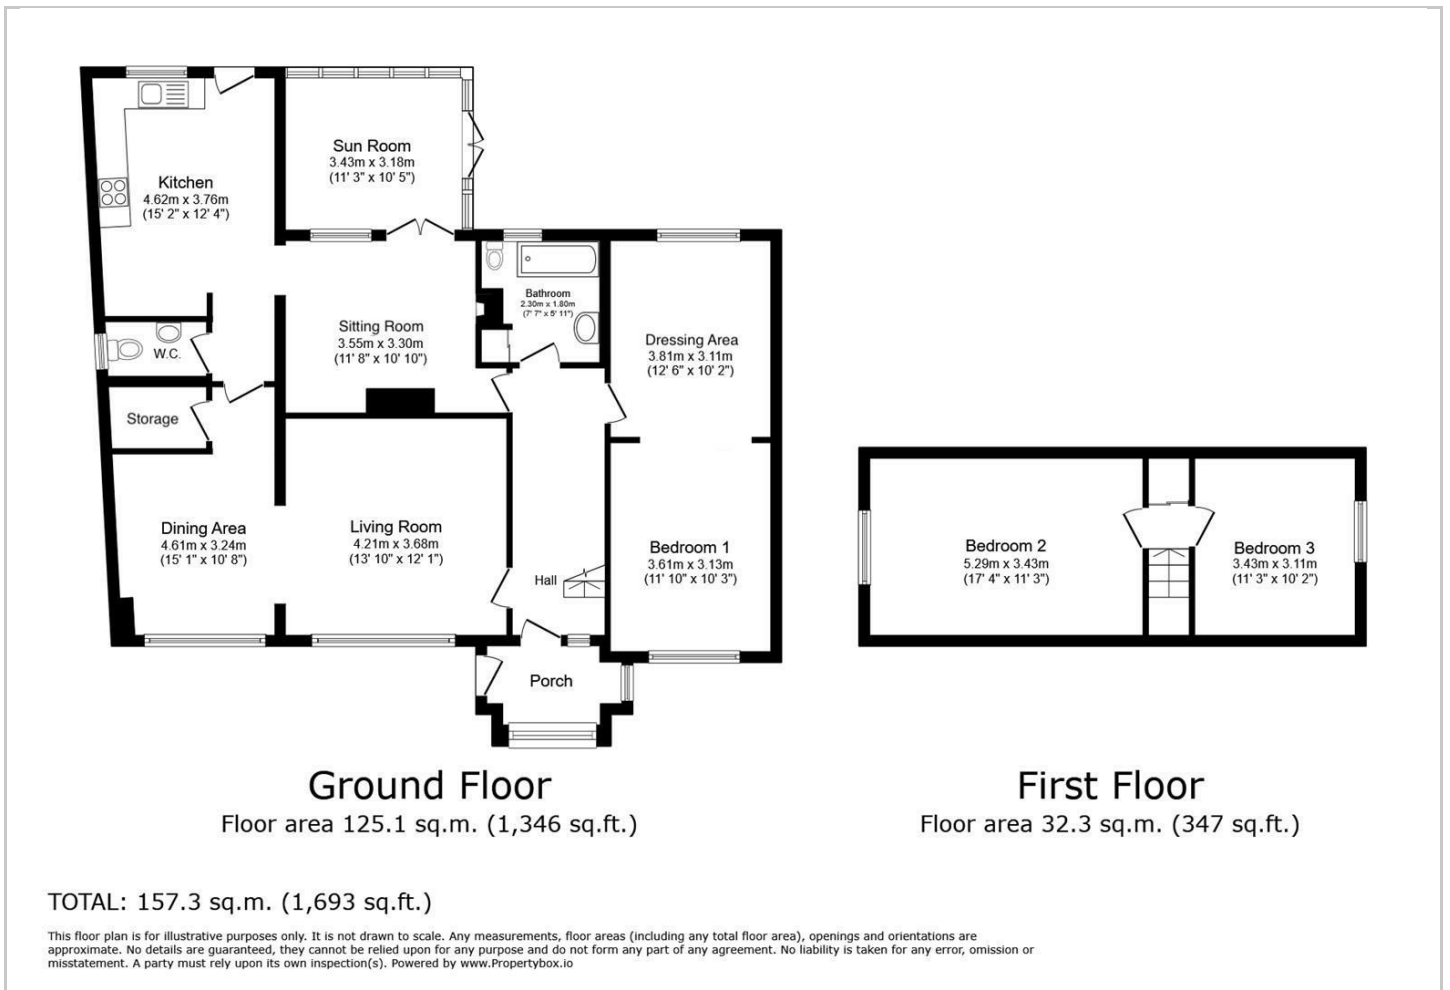 Sun Room
3.43m x 3.18m
(11' 3" x 10' 5")
Kitchen
4.62m x 3.76m
(15' 2" x 12' 4")
Bathroom
2.30m x 1.80m
(7' 7" x 5' 11")
Sitting Room
3.55m x 3.30m
(11' 8" x 10' 10")
Dressing Area
3.81m x 3.11m
(12' 6" x 10' 2")
W.C.
Storage
Dining Area
4.61m x 3.24m
(15' 1" x 10' 8")
Living Room
4.21m x 3.68m
(13' 10" x 12' 1")
Hall
Bedroom 1
3.61m x 3.13m
(11' 10" x 10' 3")
Porch
Bedroom 2
5.29m x 3.43m
(17' 4" x 11' 3")
Bedroom 3
3.43m x 3.11m
(11' 3" x 10' 2")
Ground Floor
Floor area 125.1 sq.m. (1,346 sq.ft.)
First Floor
Floor area 32.3 sq.m. (347 sq.ft.)
TOTAL: 157.3 sq.m. (1,693 sq.ft.)
This floor plan is for illustrative purposes only. It is not drawn to scale. Any measurements, floor areas (including any total floor area), openings and orientations are
approximate. No details are guaranteed, they cannot be relied upon for any purpose and do not form any part of any agreement. No liability is taken for any error, omission or
misstatement. A party must rely upon its own inspection(s). Powered by www.Propertybox.io